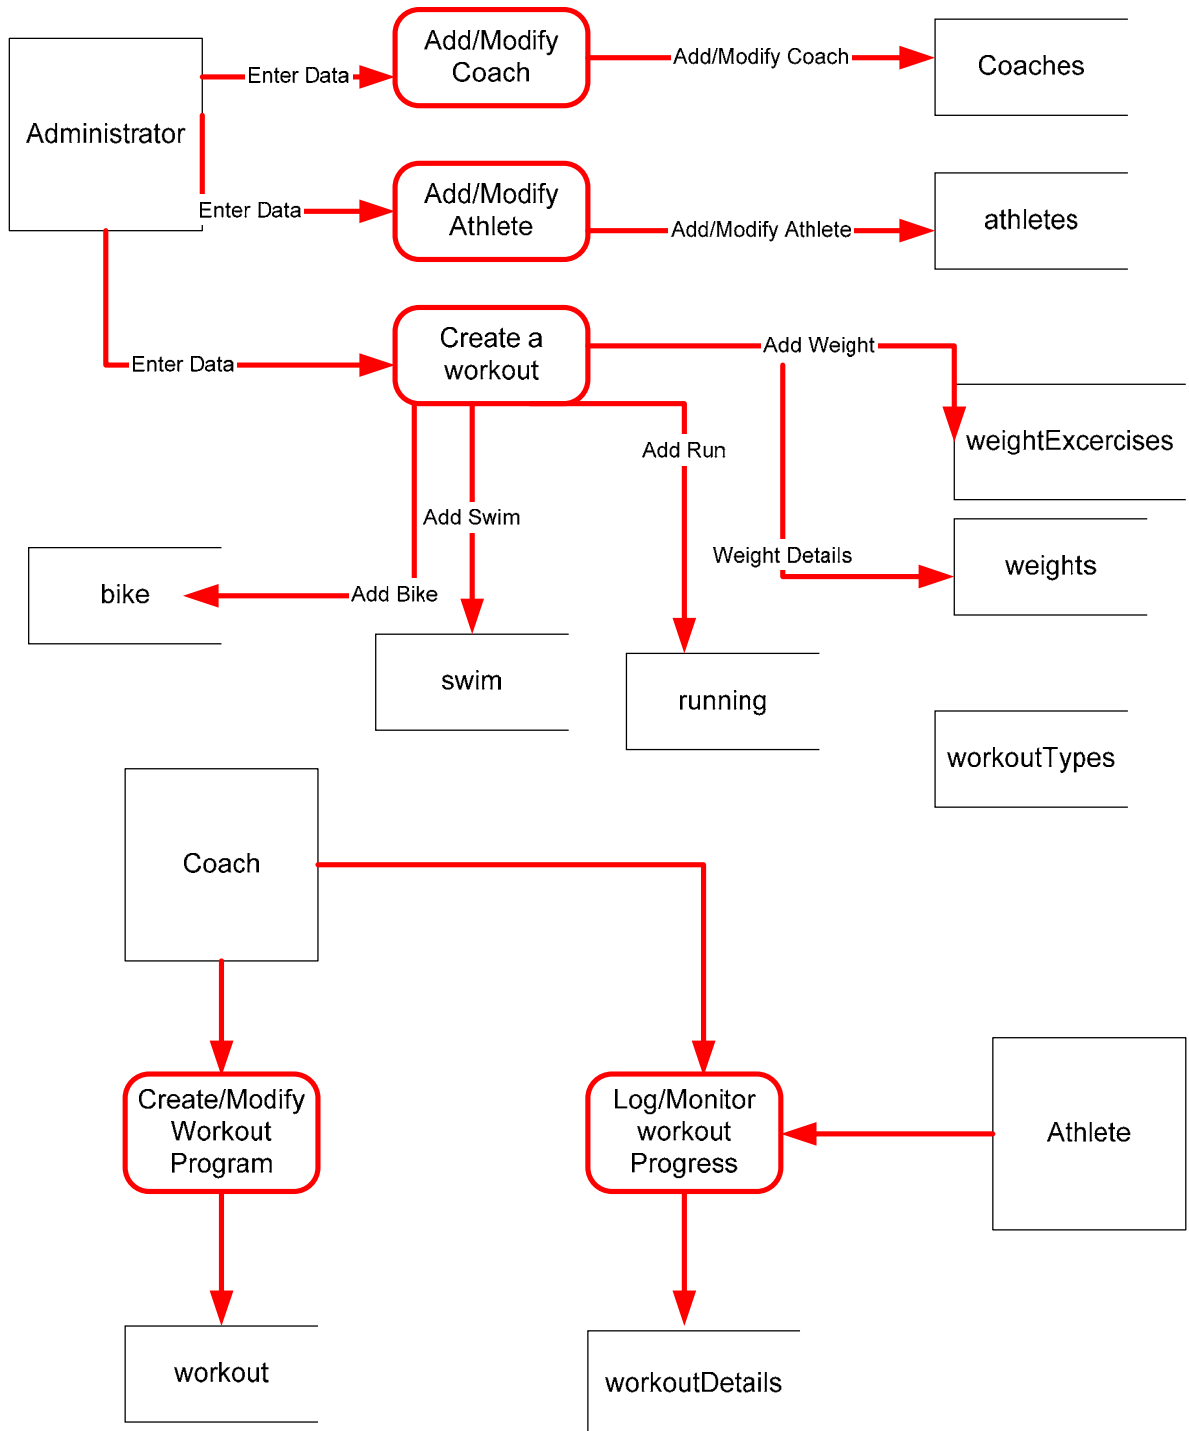 Add/Modify
Coach
Enter Data
Add/Modify Coach
Coaches
Administrator
Add/Modify
Athlete
Enter Data
Add/Modify Athlete
athletes
Create a
workout
Enter Data
Add Weight
weightExcercises
Add Run
Add Swim
Weight Details
weights
bike
Add Bike
swim
running
workoutTypes
Coach
Create/Modify
Workout
Program
Log/Monitor
workout
Progress
Athlete
workout
workoutDetails